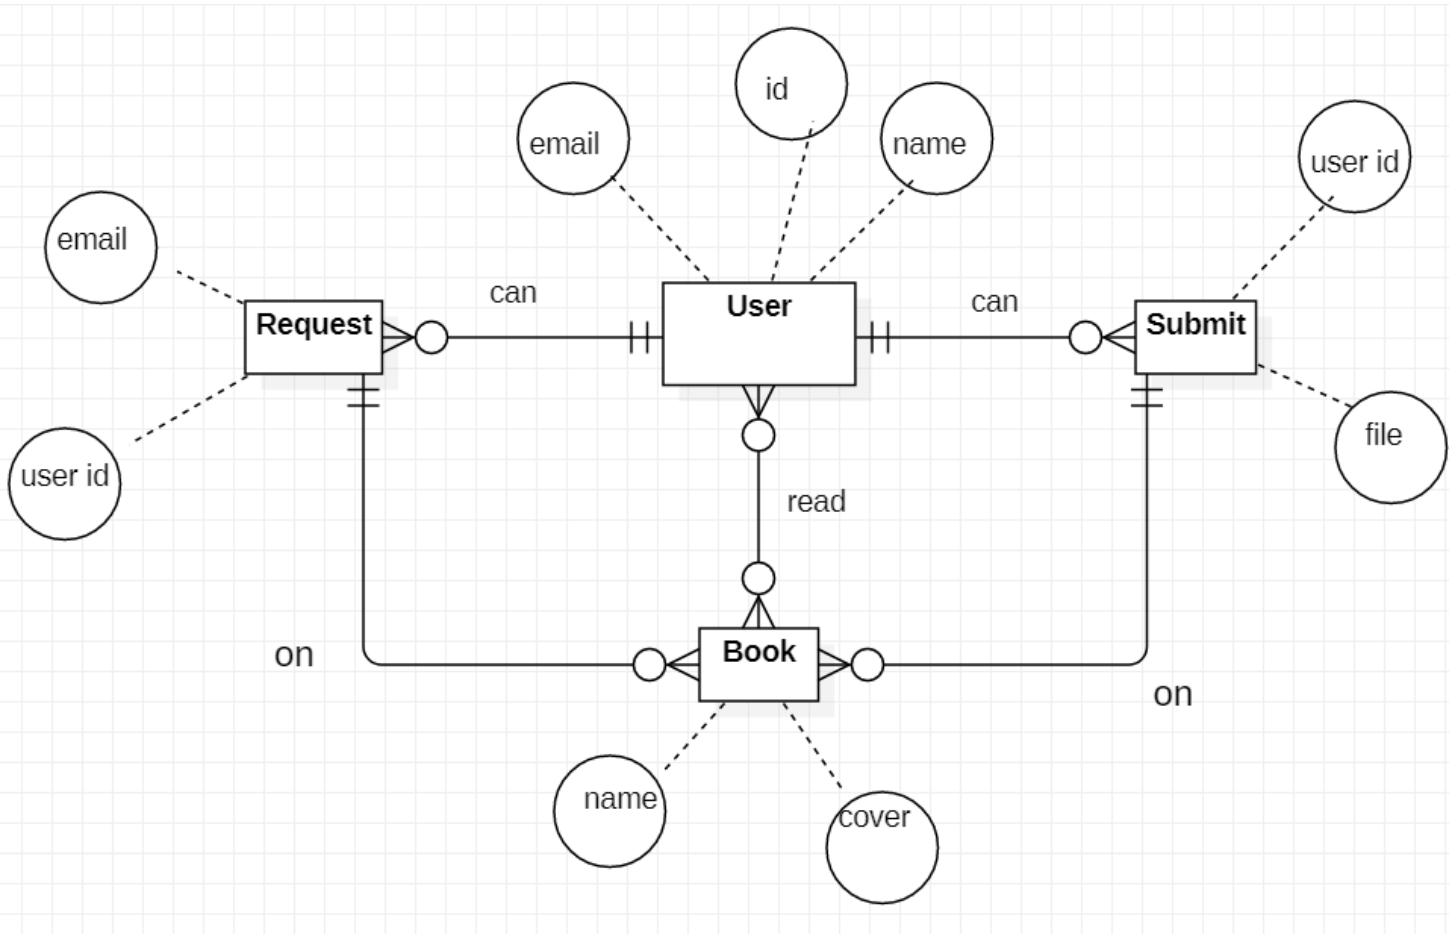 id
email
name
user id
email
can
can
User
Request
Submit
file
user id
read
Book
on
on
name
cover